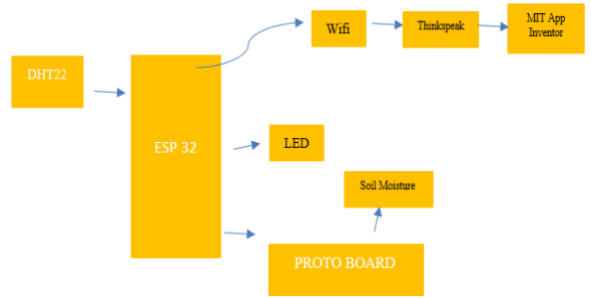 DHT22
ESP 32
Wifi
Thinkspeak
MIT App
Inventor
LED
Soil Moisture
PROTO BOARD